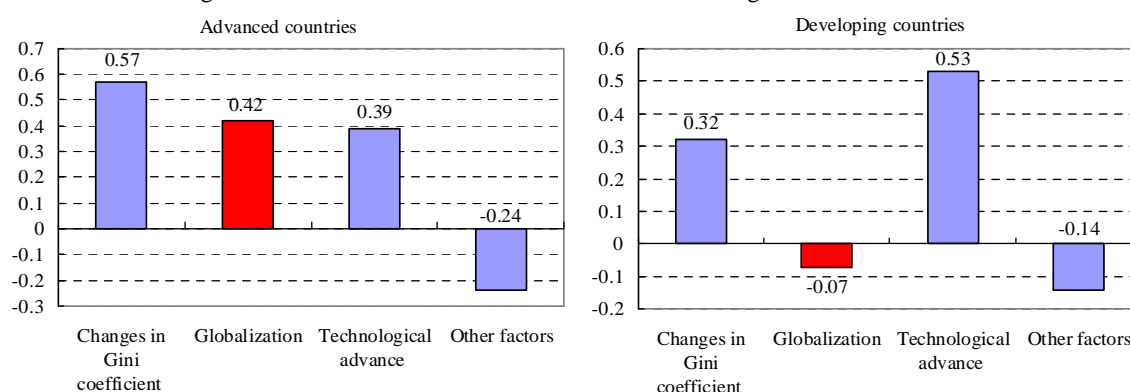 Advanced countries
0.7
0.6
0.5
0.4
0.3
0.2
0.1
0
-0.1
-0.2
-0.3
0.57
0.42
0.39
-0.24
Changes in
Gini
coefficient
Globalization
Technological
advance
Other factors
Developing countries
0.6
0.5
0.4
0.3
0.2
0.1
0
-0.1
-0.2
0.32
-0.07
0.53
-0.14
Changes in
Gini
coefficient
Globalization
Technological
advance
Other factors